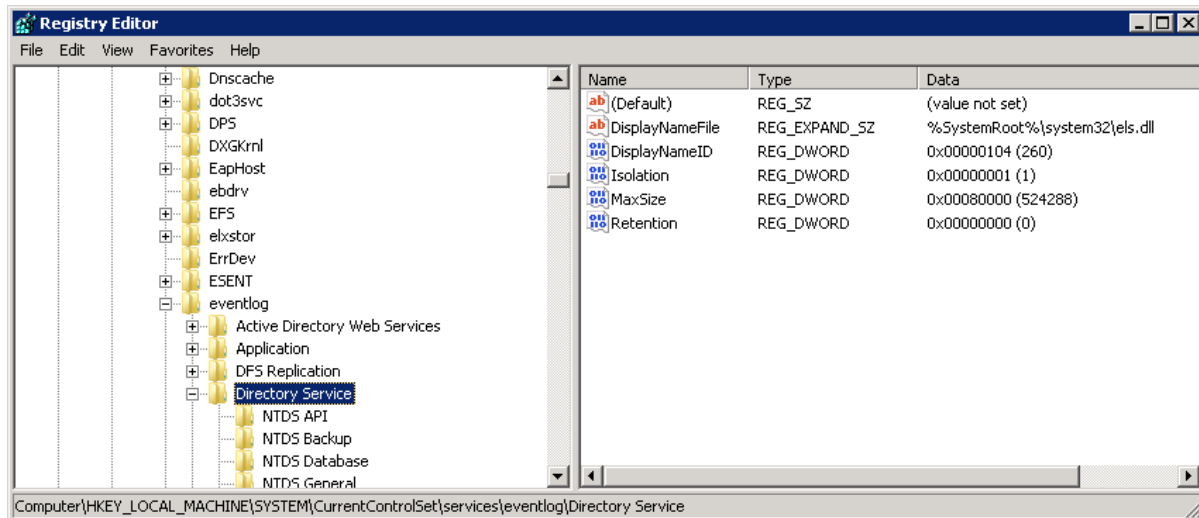 Registry Editor
File Edit View Favorites Help
Dnscache
dot3svc
DPS
DXGKrnl
EapHost
ebdrv
EFS
elxstor
ErrDev
ESENT
eventlog
Active Directory Web Services
Application
DFS Replication
Directory Service
NTDS API
NTDS Backup
NTDS Database
NTDS General
Name Type Data
(Default) REG_SZ (value not set)
DisplayNameFile REG_EXPAND_SZ %SystemRoot%\system32\els.dll
DisplayNameID REG_DWORD 0x00000104 (260)
Isolation REG_DWORD 0x00000001 (1)
MaxSize REG_DWORD 0x00080000 (524288)
Retention REG_DWORD 0x00000000 (0)
Computer\HKEY_LOCAL_MACHINE\SYSTEM\CurrentControlSet\services\eventlog\Directory Service